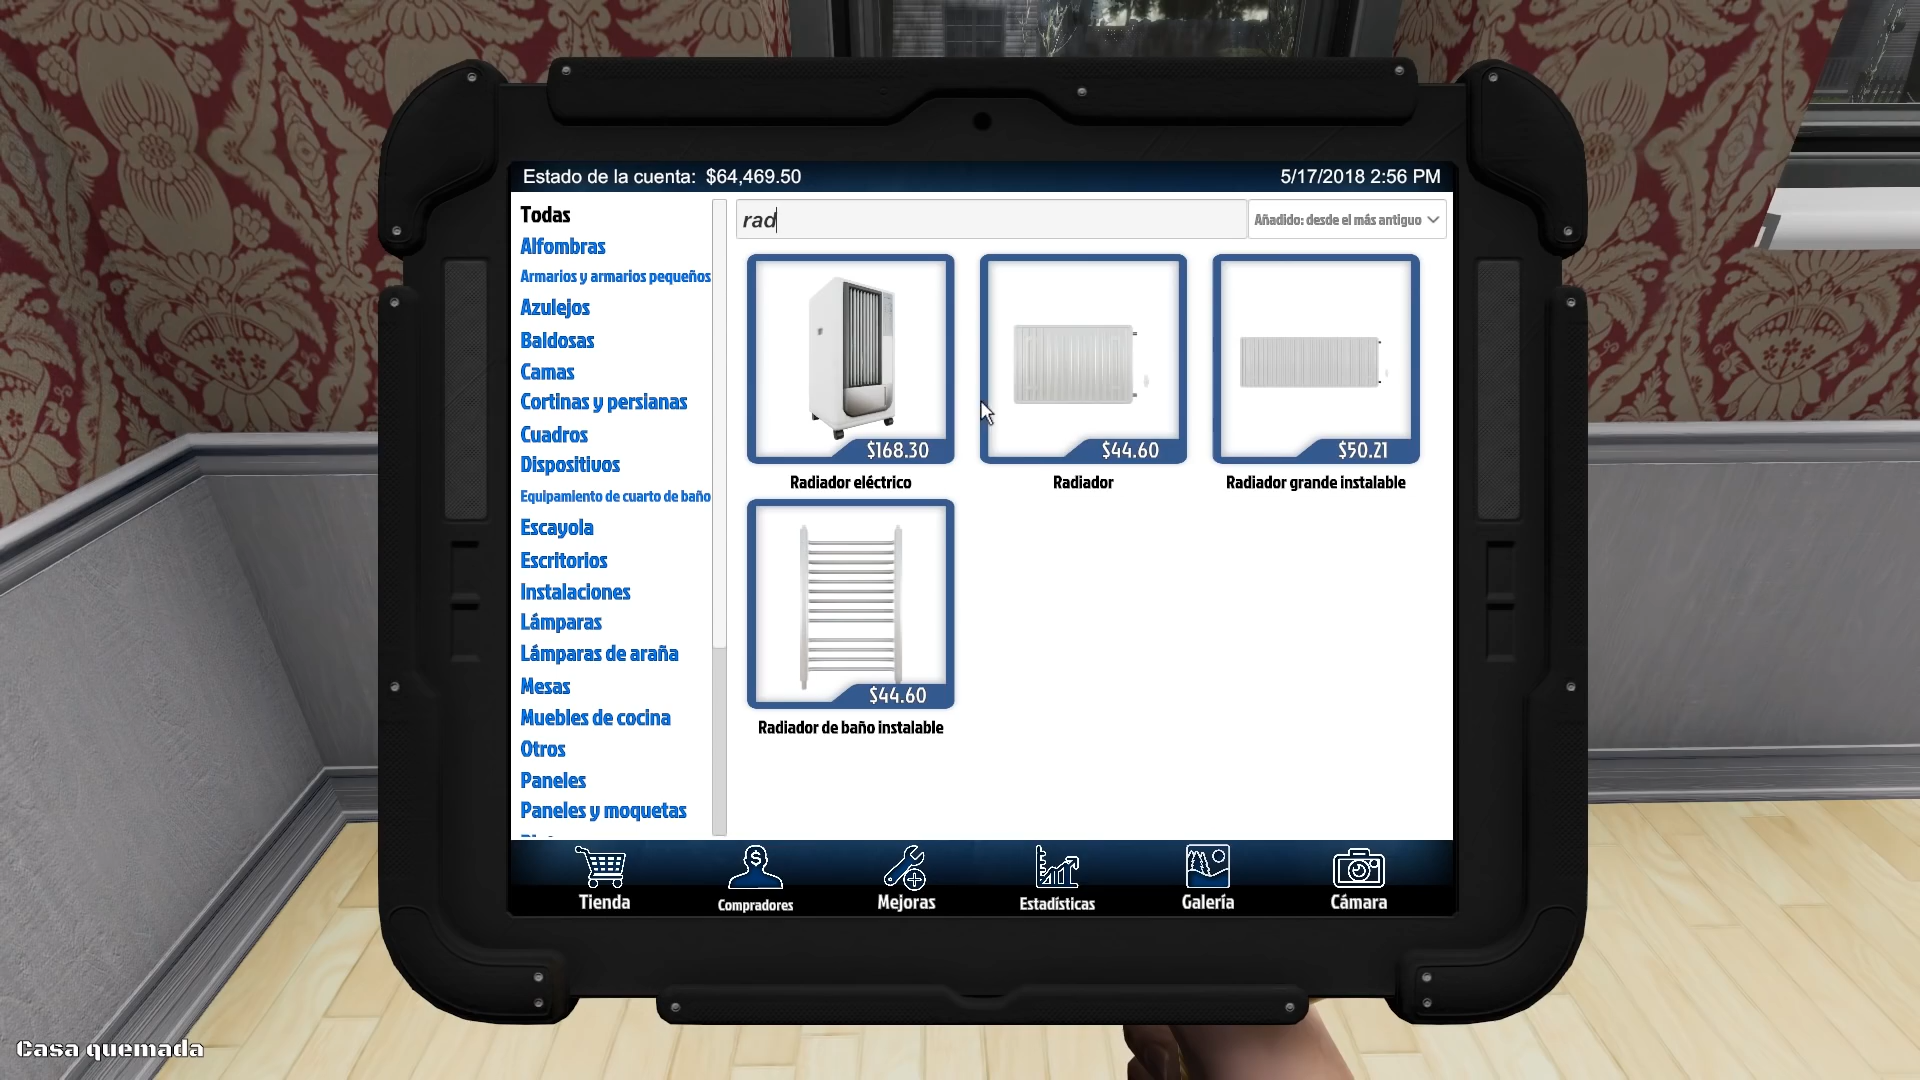 Estado de la cuenta: $64,469.50
5/17/2018 2:56 PM
Todas
Alfombras
Armarios y armarios pequeños
Azulejos
Baldosas
Camas
Cortinas y persianas
Cuadros
Dispositivos
Equipamiento de cuarto de baño
Escayola
Escritorios
Instalaciones
Lámparas
Lámparas de araña
Mesas
Muebles de cocina
Otros
Paneles
Paneles y moquetas
rad
Añadido: desde el más antiguo
$168.30
Radiador eléctrico
$44.60
Radiador
$50.21
Radiador grande instalable
$44.60
Radiador de baño instalable
Tienda
Compradores
Mejoras
Estadísticas
Galería
Cámara
Casa quemada